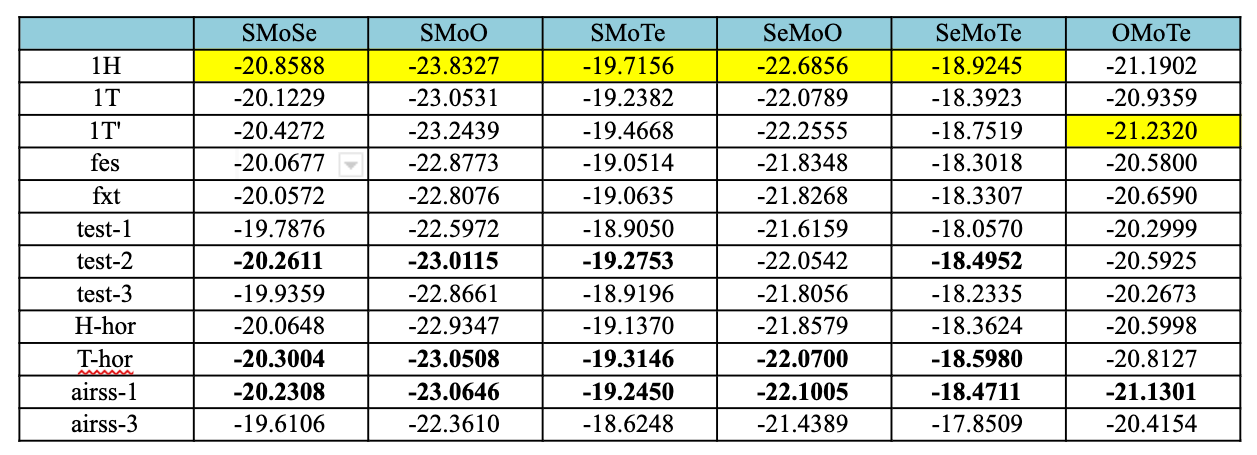 SMoSe SMoO SMoTe SeMoO SeMoTe OMoTe
1H -20.8588 -23.8327 -19.7156 -22.6856 -18.9245 -21.1902
1T -20.1229 -23.0531 -19.2382 -22.0789 -18.3923 -20.9359
1T' -20.4272 -23.2439 -19.4668 -22.2555 -18.7519 -21.2320
fes -20.0677 -22.8773 -19.0514 -21.8348 -18.3018 -20.5800
fxt -20.0572 -22.8076 -19.0635 -21.8268 -18.3307 -20.6590
test-1 -19.7876 -22.5972 -18.9050 -21.6159 -18.0570 -20.2999
test-2 -20.2611 -23.0115 -19.2753 -22.0542 -18.4952 -20.5925
test-3 -19.9359 -22.8661 -18.9196 -21.8056 -18.2335 -20.2673
H-hor -20.0648 -22.9347 -19.1370 -21.8579 -18.3624 -20.5998
T-hor -20.3004 -23.0508 -19.3146 -22.0700 -18.5980 -20.8127
airss-1 -20.2308 -23.0646 -19.2450 -22.1005 -18.4711 -21.1301
airss-3 -19.6106 -22.3610 -18.6248 -21.4389 -17.8509 -20.4154